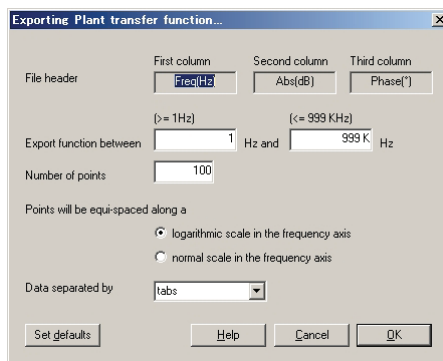 Exporting Plant transfer function...
First column Second column Third column
File header Freq(Hz) Abs(dB) Phase(°)
(>= 1Hz) (<= 999 KHz)
Export function between 1 Hz and 999 K Hz
Number of points 100
Points will be equi-spaced along a
logarithmic scale in the frequency axis
normal scale in the frequency axis
Data separated by tabs
Set defaults Help Cancel OK